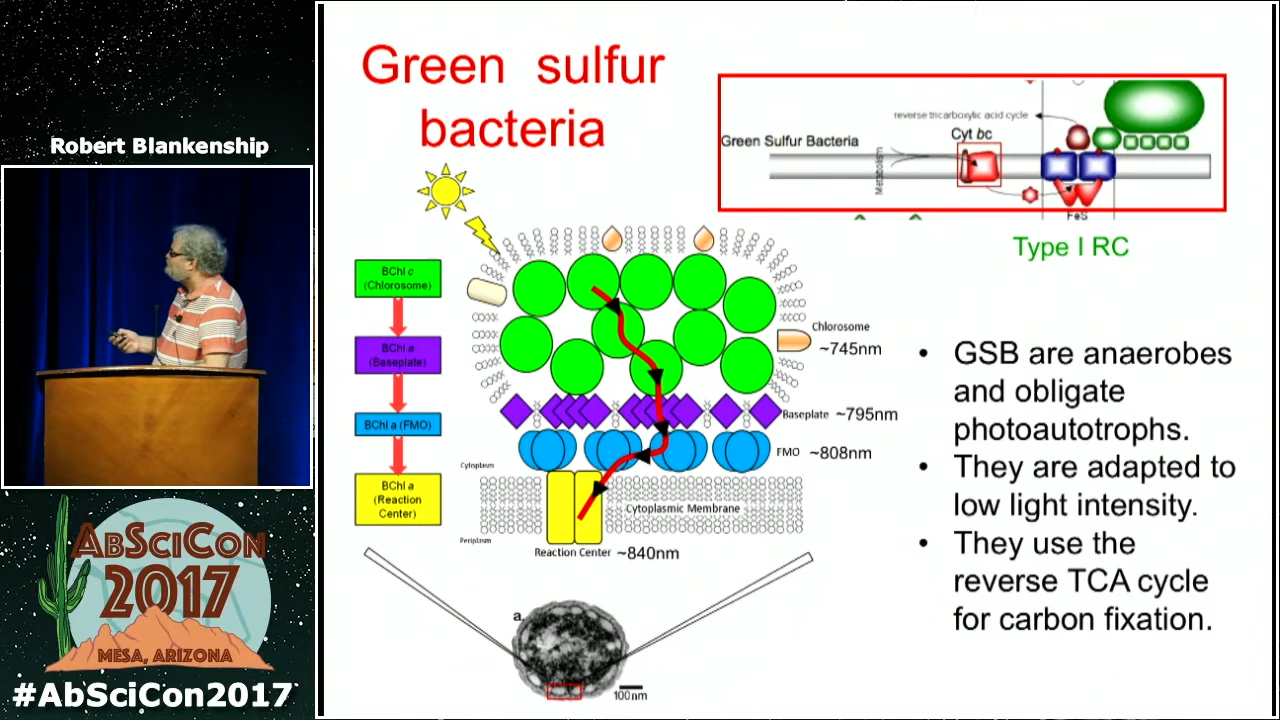 Robert Blankenship
AbSciCon
2017
MESA, ARIZONA
#AbSciCon2017
Green sulfur
bacteria
reverse tricarboxylic acid cycle
Cyt bc
Green Sulfur Bacteria
Metabolism
FeS
Type I RC
BChl c
(Chlorosome)
BChl a
(Baseplate)
BChl a (FMO)
BChl a
(Reaction
Center)
Chlorosome
~745nm
Baseplate ~795nm
FMO ~808nm
Cytoplasm
Cytoplasmic Membrane
Periplasm
Reaction Center ~840nm
a
100nm
• GSB are anaerobes
and obligate
photoautotrophs.
• They are adapted to
low light intensity.
• They use the
reverse TCA cycle
for carbon fixation.